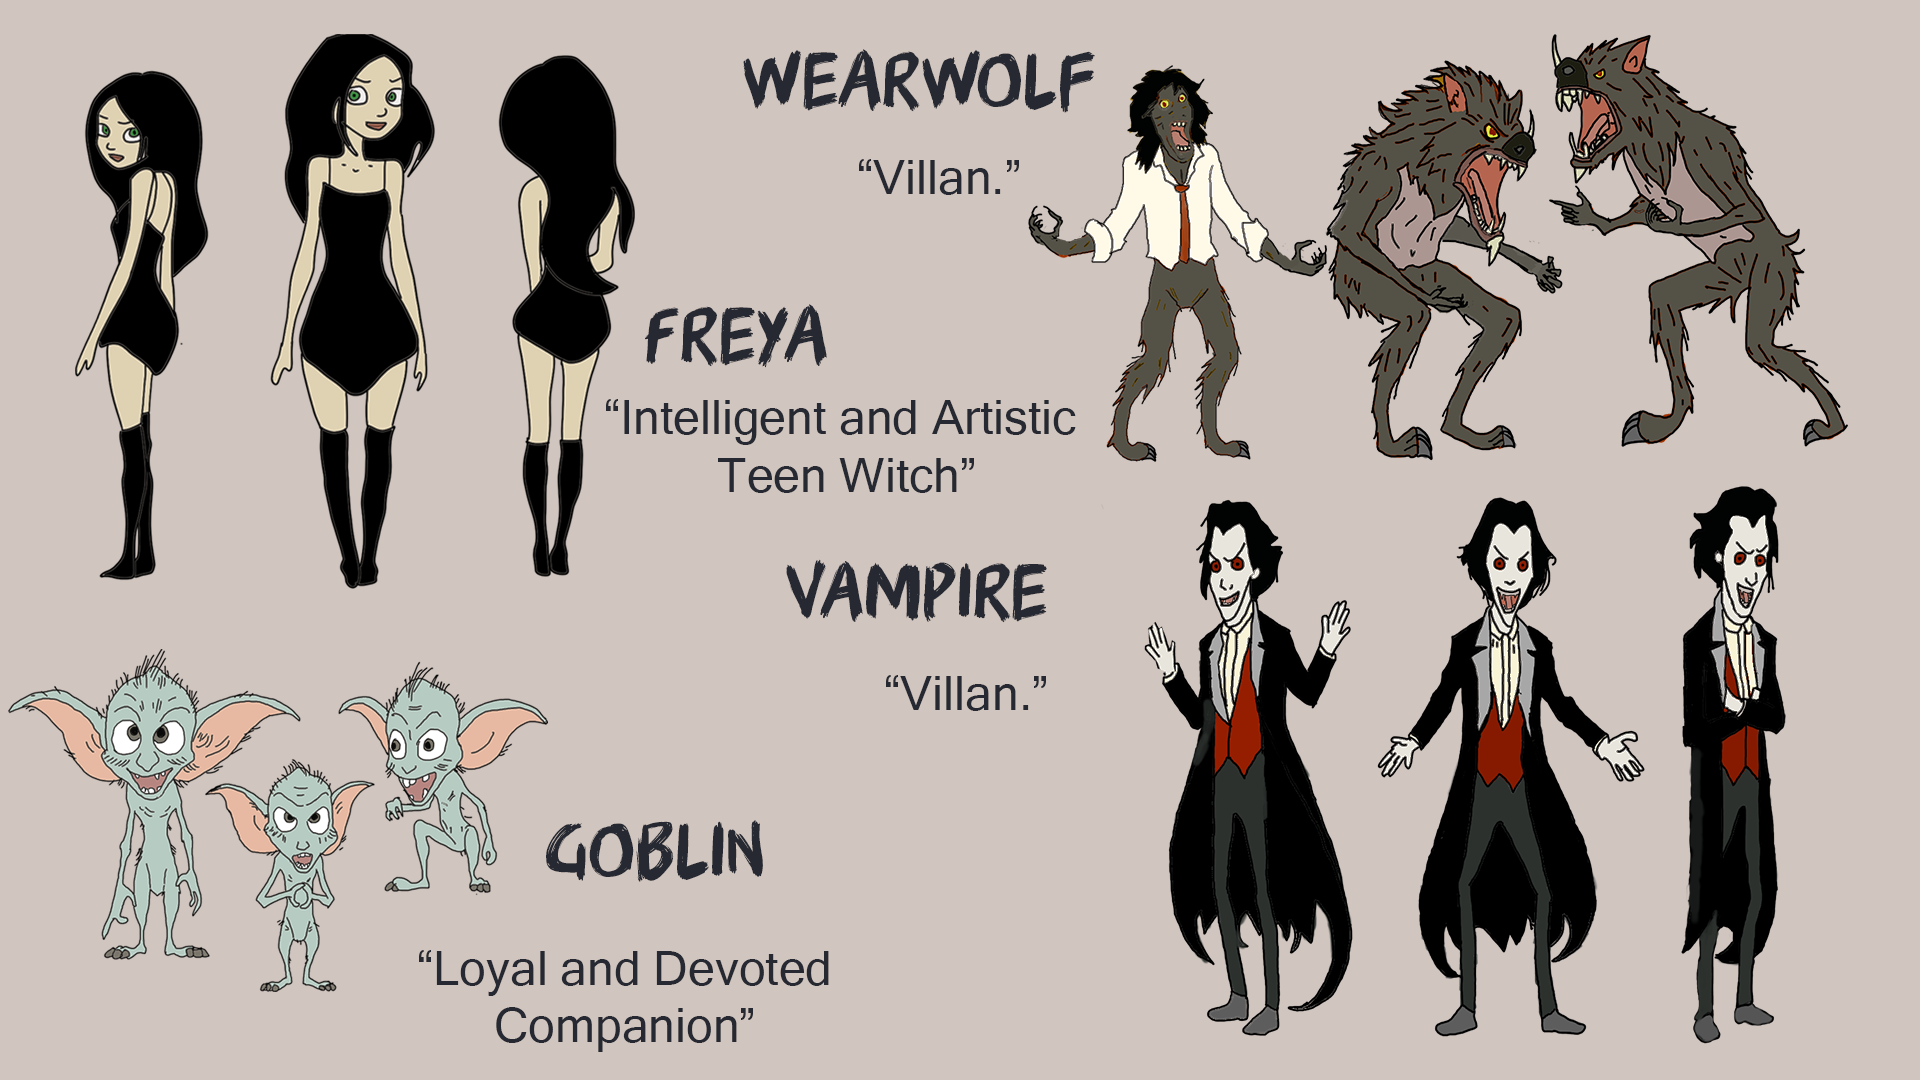 WEARWOLF
“Villan.”
FREYA
“Intelligent and Artistic
Teen Witch”
VAMPIRE
“Villan.”
GOBLIN
“Loyal and Devoted
Companion”